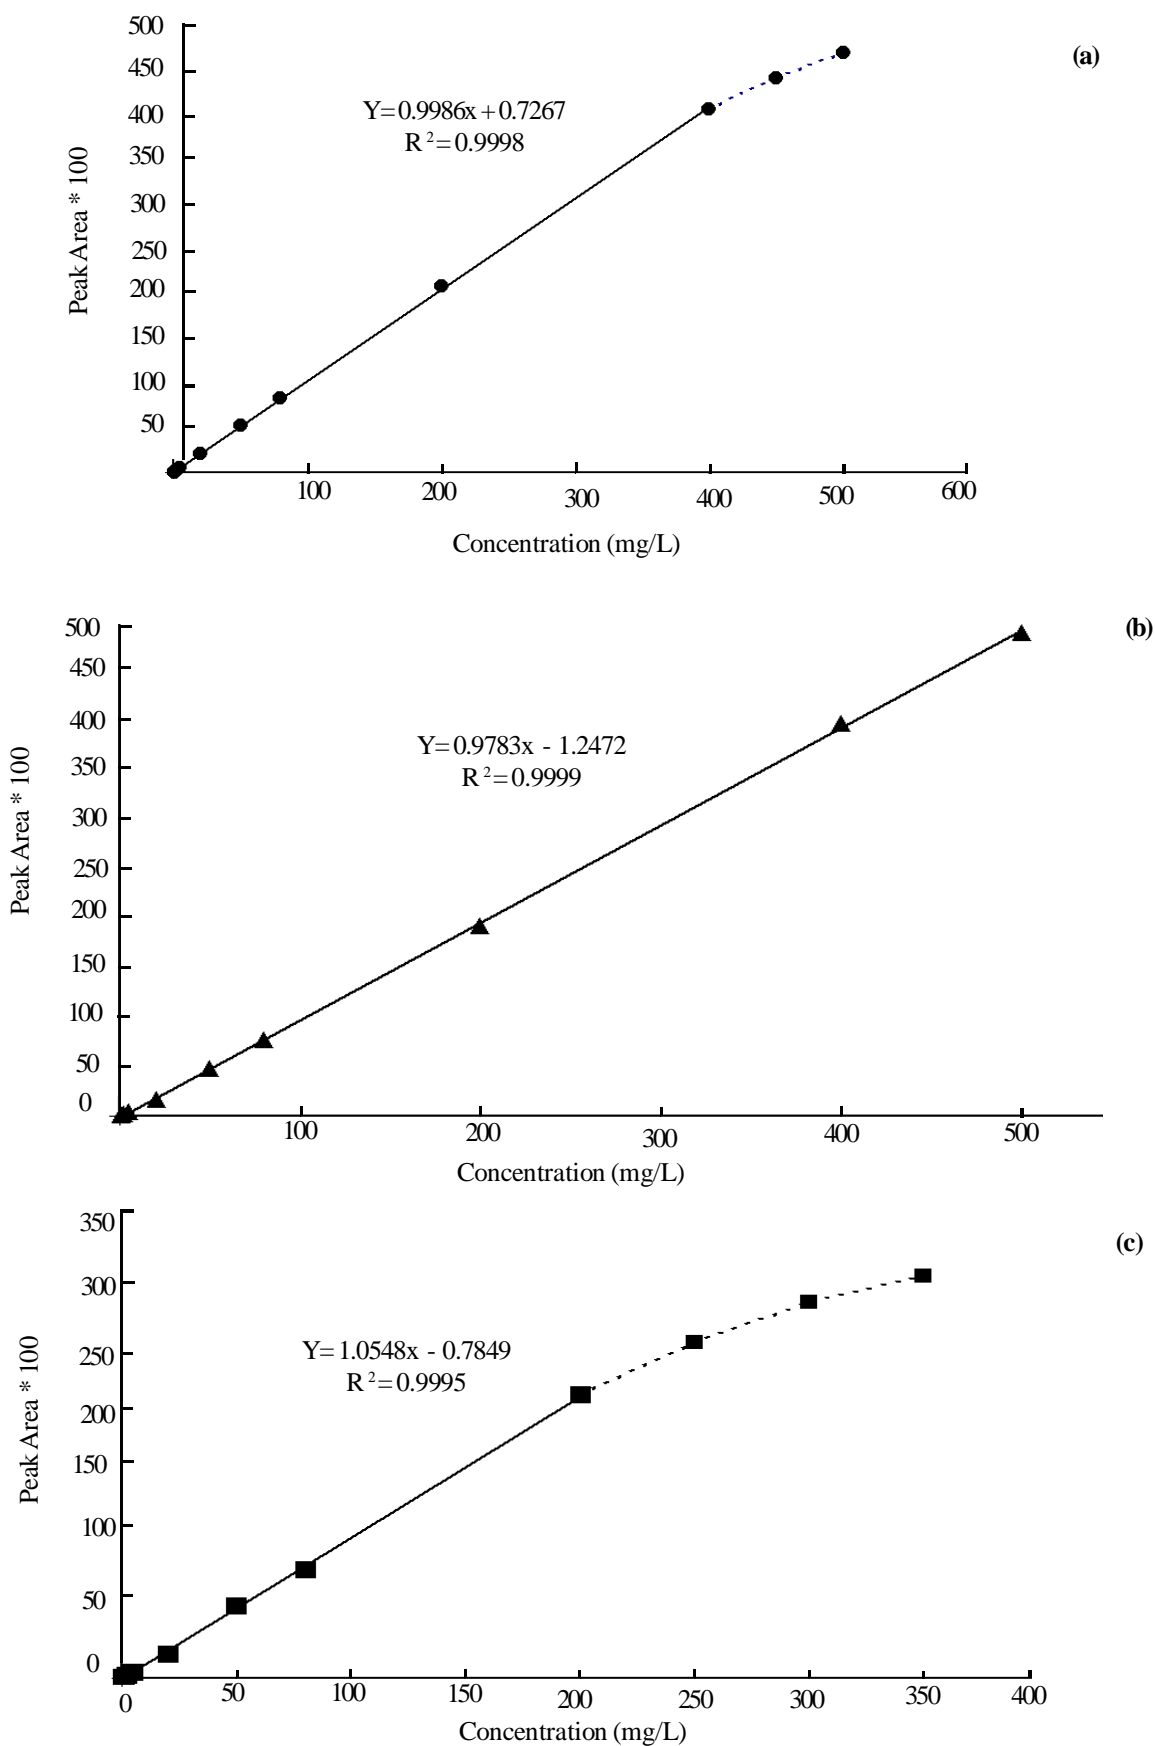 500
(a)
450
Y=0.9986x+0.7267
400
R²=0.9998
350
300
Peak Area * 100
250
200
150
100
50
100 200 300 400 500 600
Concentration (mg/L)
500
(b)
450
400
Y=0.9783x - 1.2472
350
R²=0.9999
300
Peak Area * 100
250
200
150
100
50
0
100 200 300 400 500
Concentration (mg/L)
350
(c)
300
250
Y=1.0548x - 0.7849
R²=0.9995
200
Peak Area * 100
150
100
50
0
0 50 100 150 200 250 300 350 400
Concentration (mg/L)